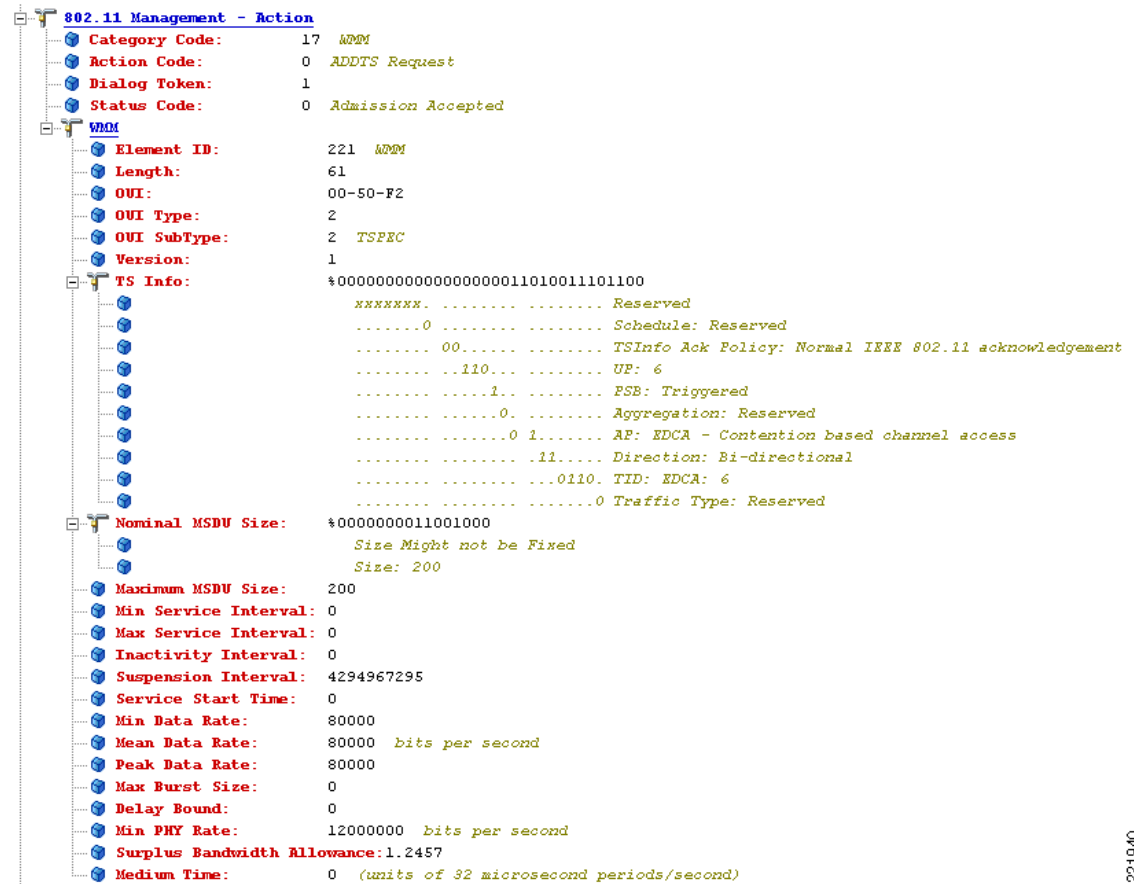 802.11 Management - Action
Category Code: 17 WMM
Action Code: 0 ADDTS Request
Dialog Token: 1
Status Code: 0 Admission Accepted
WMM
Element ID: 221 WMM
Length: 61
OUI: 00-50-F2
OUI Type: 2
OUI SubType: 2 TSPEC
Version: 1
TS Info: %000000000000000000011010011101100
xxxxxxx. ........ ........ Reserved
.......0 ........ ........ Schedule: Reserved
........ 00...... ........ TSInfo Ack Policy: Normal IEEE 802.11 acknowledgement
........ ..110... ........ UP: 6
........ .....1.. ........ PSB: Triggered
........ ......0. ........ Aggregation: Reserved
........ .......0 1....... AP: EDCA - Contention based channel access
........ ........ .11..... Direction: Bi-directional
........ ........ ...0110. TID: EDCA: 6
........ ........ .......0 Traffic Type: Reserved
Nominal MSDU Size: %0000000011001000
Size Might not be Fixed
Size: 200
Maximum MSDU Size: 200
Min Service Interval: 0
Max Service Interval: 0
Inactivity Interval: 0
Suspension Interval: 4294967295
Service Start Time: 0
Min Data Rate: 80000
Mean Data Rate: 80000 bits per second
Peak Data Rate: 80000
Max Burst Size: 0
Delay Bound: 0
Min PHY Rate: 12000000 bits per second
Surplus Bandwidth Allowance:1.2457
Medium Time: 0 (units of 32 microsecond periods/second)
221940